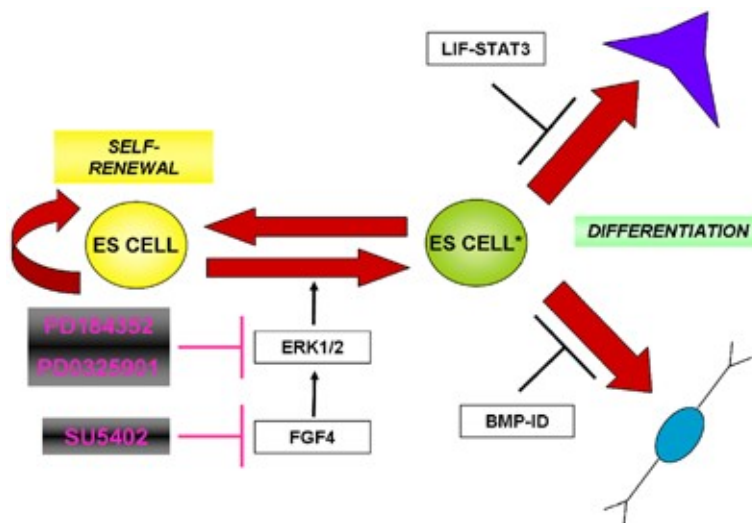 LIF-STAT3
SELF-
RENEWAL
ES CELL
ES CELL*
DIFFERENTIATION
PD184352
PD0325901
ERK1/2
SU5402
FGF4
BMP-ID